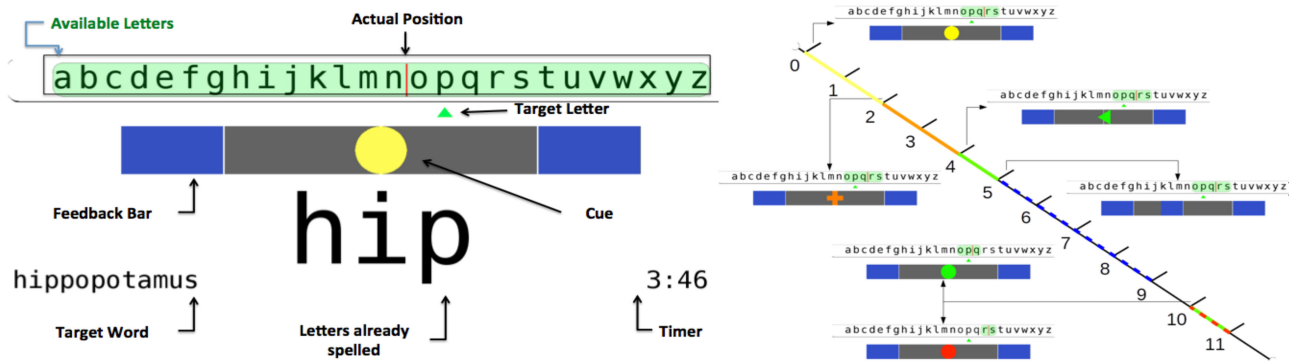 Available Letters
Actual Position
abcdefghijklmnopqrstuvwxyz
Target Letter
Feedback Bar
Cue
hip
hippopotamus
3:46
Target Word
Letters already
spelled
Timer
abcdefghijklmnopqrstuvwxyz
0
1
abcdefghijklmnopqrstuvwxyz
2
3
4
abcdefghijklmnopqrstuvwxyz
5
abcdefghijklmnopqrstuvwxyz
6
7
abcdefghijklmnopqrstuvwxyz
8
9
10
abcdefghijklmnopqrstuvwxyz
11